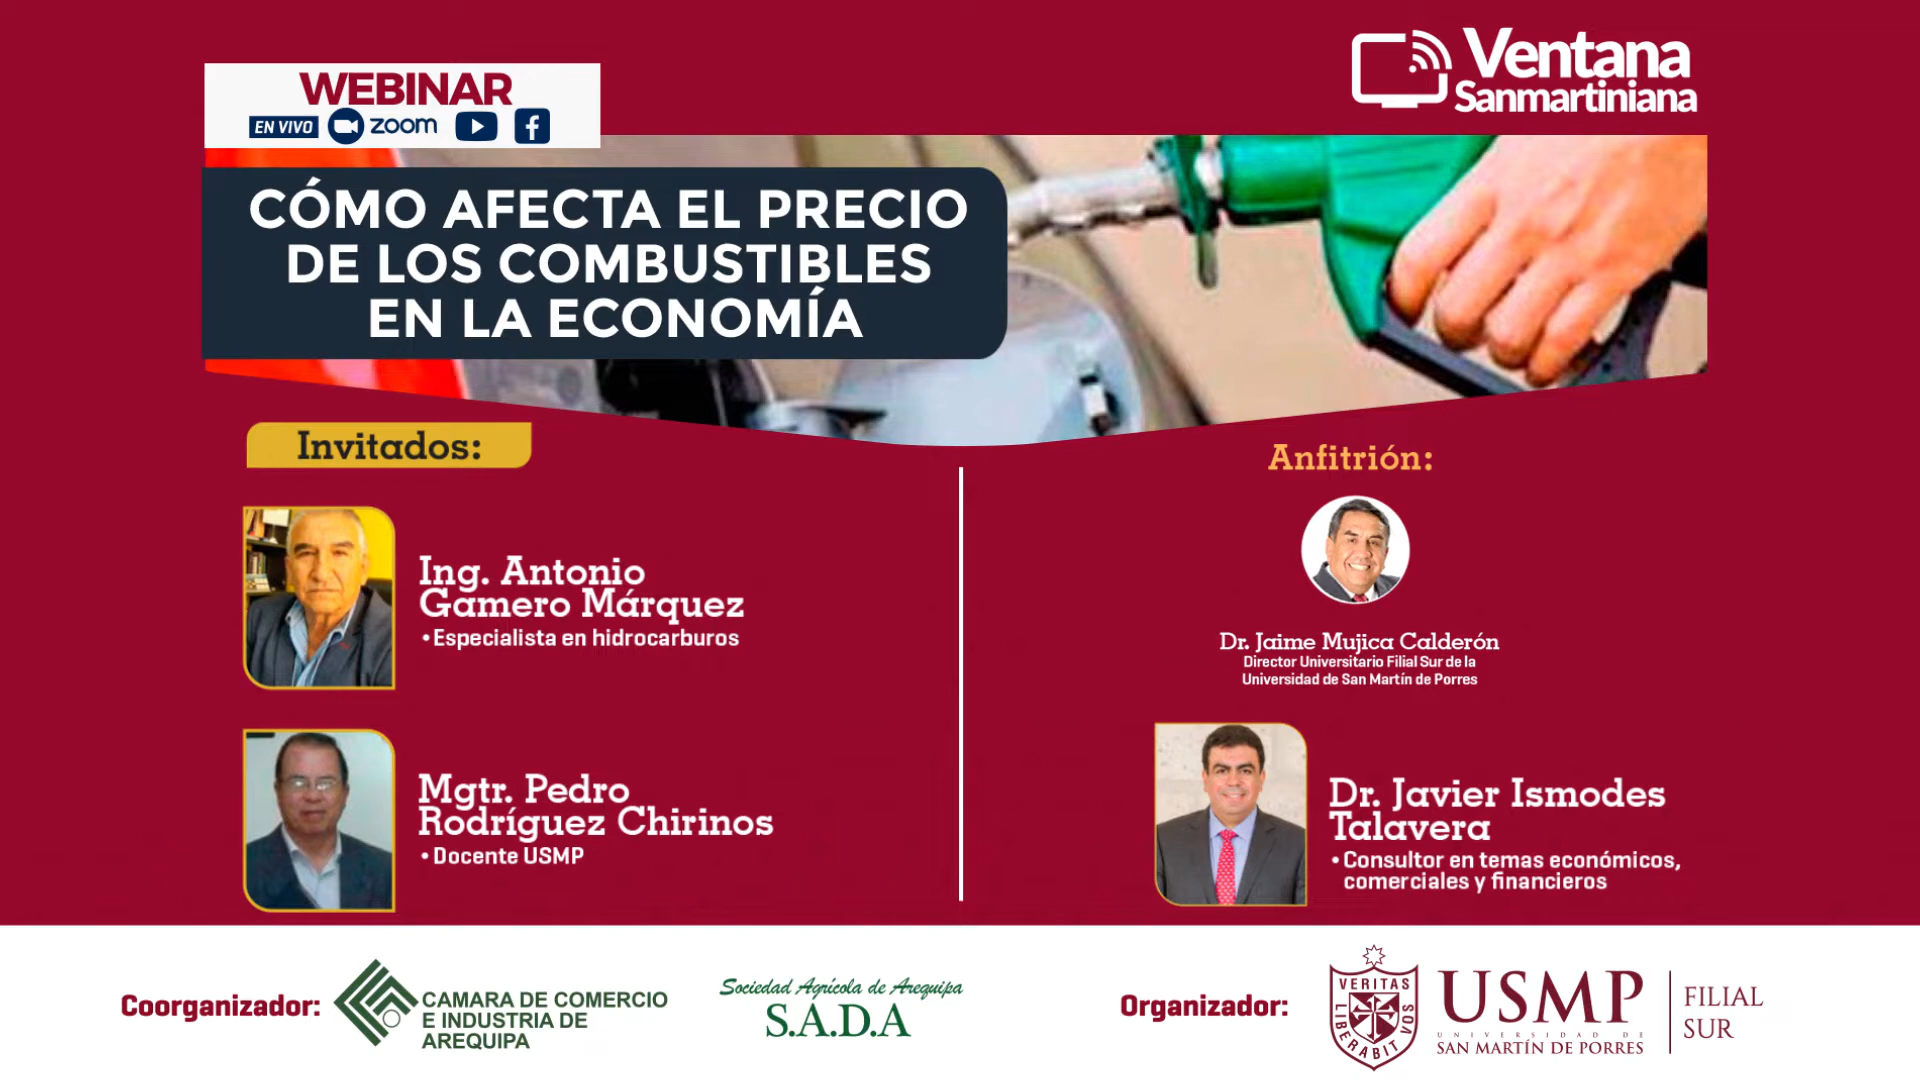 WEBINAR
EN VIVO zoom
Ventana
Sanmartiniana
CÓMO AFECTA EL PRECIO
DE LOS COMBUSTIBLES
EN LA ECONOMÍA
Invitados:
Ing. Antonio
Gamero Márquez
• Especialista en hidrocarburos
Mgtr. Pedro
Rodríguez Chirinos
• Docente USMP
Anfitrión:
Dr. Jaime Mujica Calderón
Director Universitario Filial Sur de la
Universidad de San Martín de Porres
Dr. Javier Ismodes
Talavera
• Consultor en temas económicos,
comerciales y financieros
Coorganizador:
CAMARA DE COMERCIO
E INDUSTRIA DE
AREQUIPA
Sociedad Agrícola de Arequipa
S.A.D.A
Organizador:
VERITAS
LIBERABIT VOS
USMP
UNIVERSIDAD DE
SAN MARTÍN DE PORRES
FILIAL
SUR